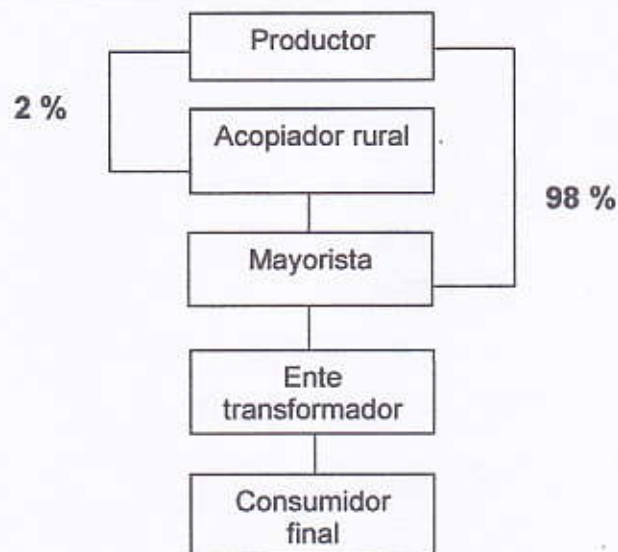 Productor
2 %
Acopiador rural
98 %
Mayorista
Ente
transformador
Consumidor
final